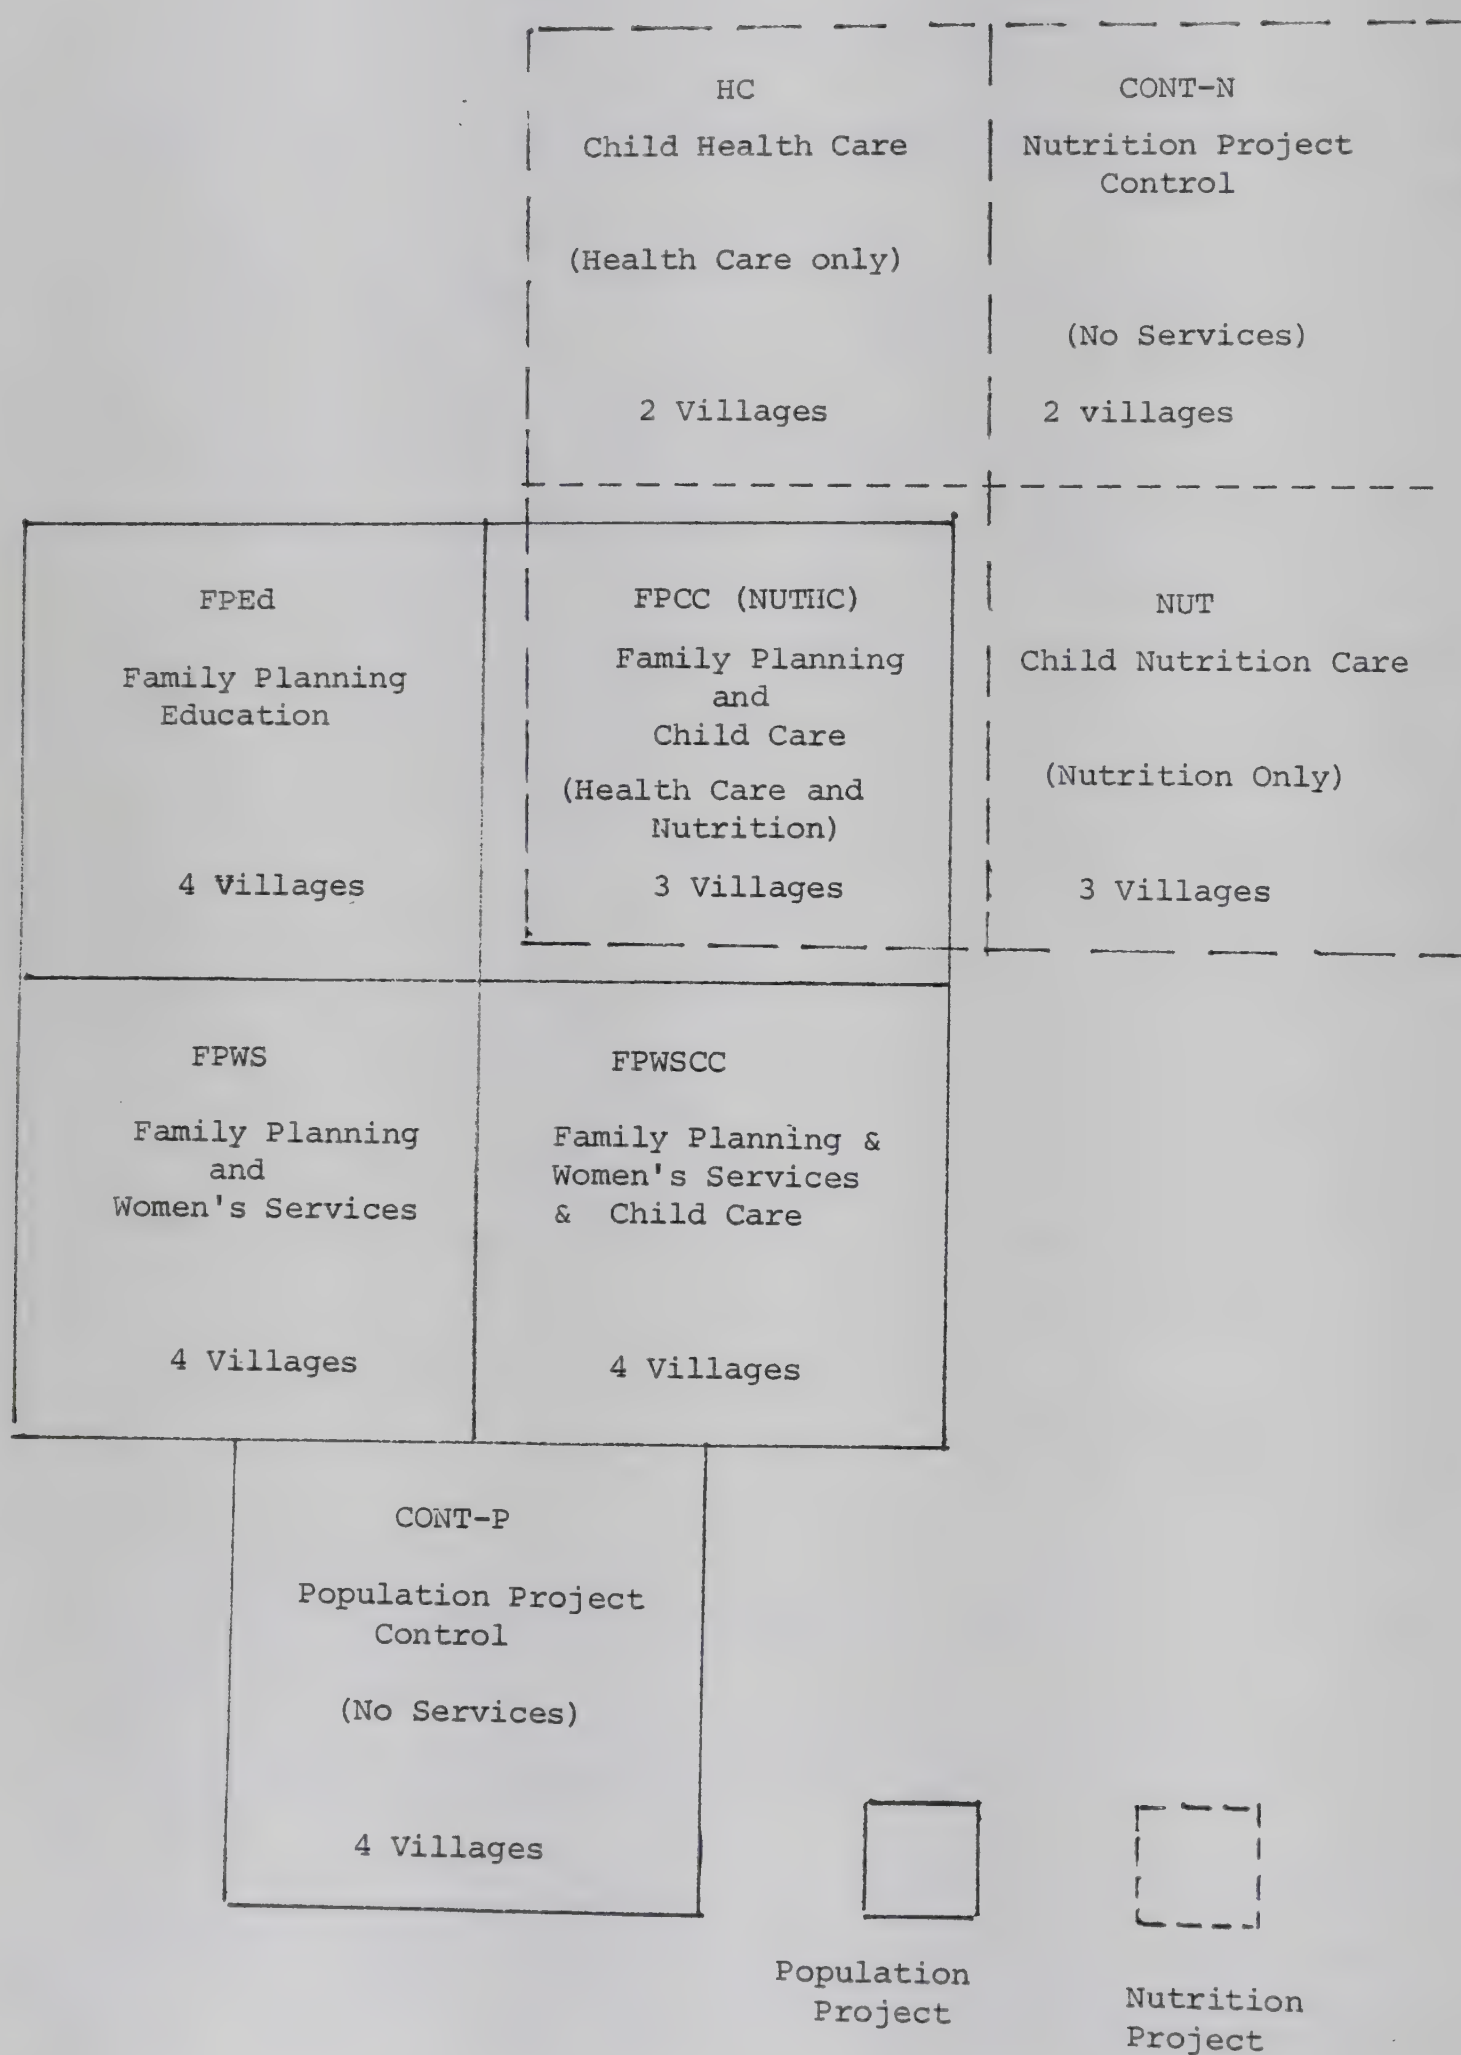 HC
Child Health Care
(Health Care only)
2 Villages
CONT-N
Nutrition Project
Control
(No Services)
2 villages
FPEd
Family Planning
Education
4 Villages
FPCC (NUTHC)
Family Planning
and
Child Care
(Health Care and
Nutrition)
3 Villages
NUT
Child Nutrition Care
(Nutrition Only)
3 Villages
FPWS
Family Planning
and
Women's Services
4 Villages
FPWSCC
Family Planning &
Women's Services
& Child Care
4 Villages
CONT-P
Population Project
Control
(No Services)
4 Villages
Population
Project
Nutrition
Project